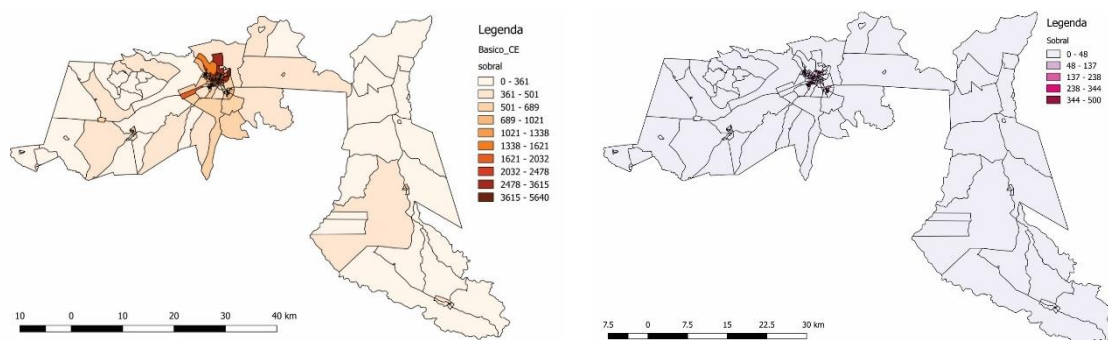 Legenda
Basico_CE
sobral
0 - 361
361 - 501
501 - 689
689 - 1021
1021 - 1338
1338 - 1621
1621 - 2032
2032 - 2478
2478 - 3615
3615 - 5640
10 0 10 20 30 40 km
Legenda
Sobral
0 - 48
48 - 137
137 - 238
238 - 344
344 - 500
7.5 0 7.5 15 22.5 30 km